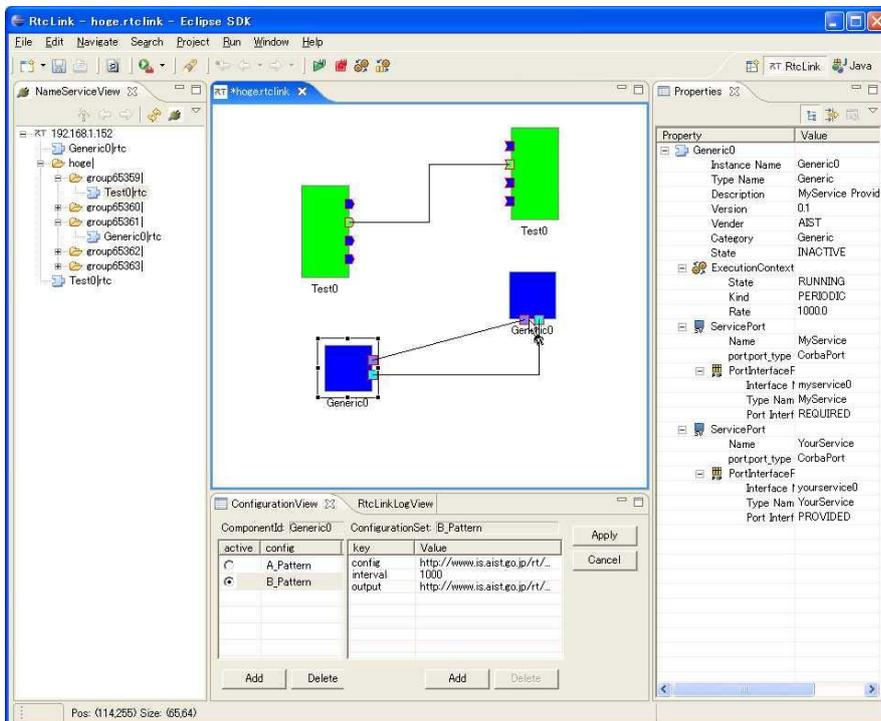 RtcLink - hoge.rtclink - Eclipse SDK
File Edit Navigate Search Project Run Window Help
RT RtcLink Java
NameServiceView
RT 192.168.1.152
Generic0|rtc
hoge|
group65359|
Test0|rtc
group65360|
group65361|
Generic0|rtc
group65362|
group65363|
Test0|rtc
RT *hoge.rtclink
Test0
Test0
Generic0
Generic0
ConfigurationView RtcLinkLogView
ComponentId: Generic0 ConfigurationSet: B_Pattern
active config
A_Pattern
B_Pattern
key Value
config http://www.is.aist.go.jp/rt/...
interval 1000
output http://www.is.aist.go.jp/rt/...
Apply
Cancel
Add Delete
Add Delete
Properties
Property Value
Generic0
Instance Name Generic0
Type Name Generic
Description MyService Provid
Version 0.1
Vender AIST
Category Generic
State INACTIVE
ExecutionContext
State RUNNING
Kind PERIODIC
Rate 1000.0
ServicePort
Name MyService
port.port_type CorbaPort
PortInterfaceF
Interface myservice0
Type Nam MyService
Port Interf REQUIRED
ServicePort
Name YourService
port.port_type CorbaPort
PortInterfaceF
Interface yourservice0
Type Nam YourService
Port Interf PROVIDED
Pos: (114,255) Size: (65,64)